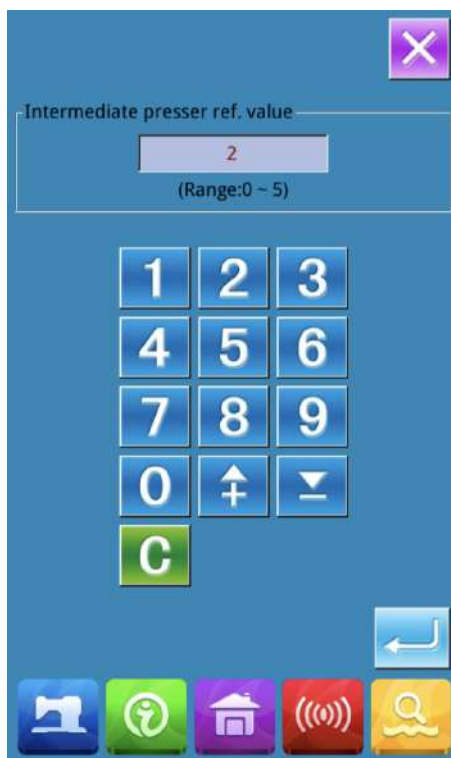 Intermediate presser ref. value
2
(Range:0 ~ 5)
1 2 3
4 5 6
7 8 9
0
C